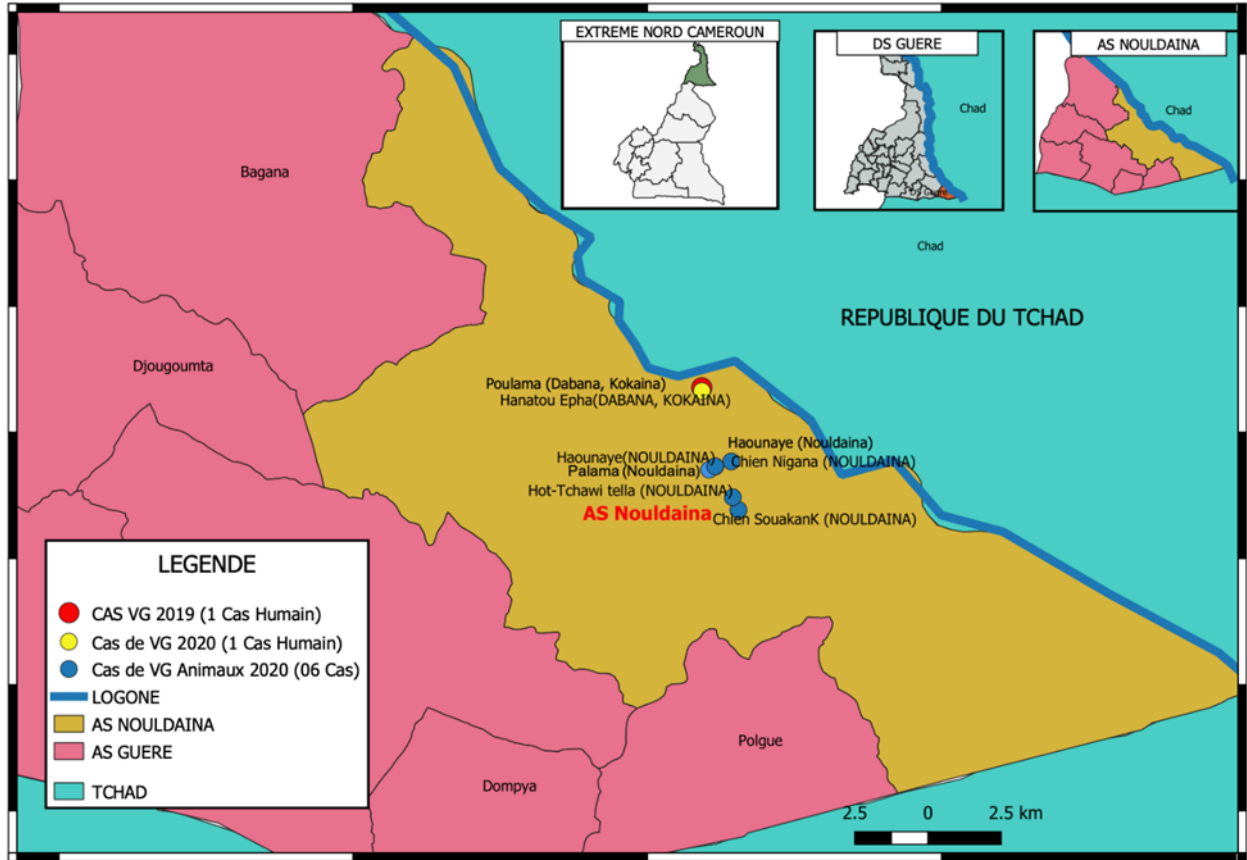 EXTREME NORD CAMEROUN
DS GUERE
AS NOULDAINA
Chad
Chad
Guere
Chad
Bagana
REPUBLIQUE DU TCHAD
Djougoumta
Poulama (Dabana, Kokaina)
Hanatou Epha(DABANA, KOKAINA)
Haounaye (Nouldaina)
Haounaye(NOULDAINA)
Chien Nigana (NOULDAINA)
Palama (Nouldaina)
Hot-Tchawi tella (NOULDAINA)
AS Nouldaina
Chien SouakanK (NOULDAINA)
LEGENDE
CAS VG 2019 (1 Cas Humain)
Cas de VG 2020 (1 Cas Humain)
Cas de VG Animaux 2020 (06 Cas)
LOGONE
AS NOULDAINA
AS GUERE
TCHAD
Polgue
Dompya
2.5 0 2.5 km